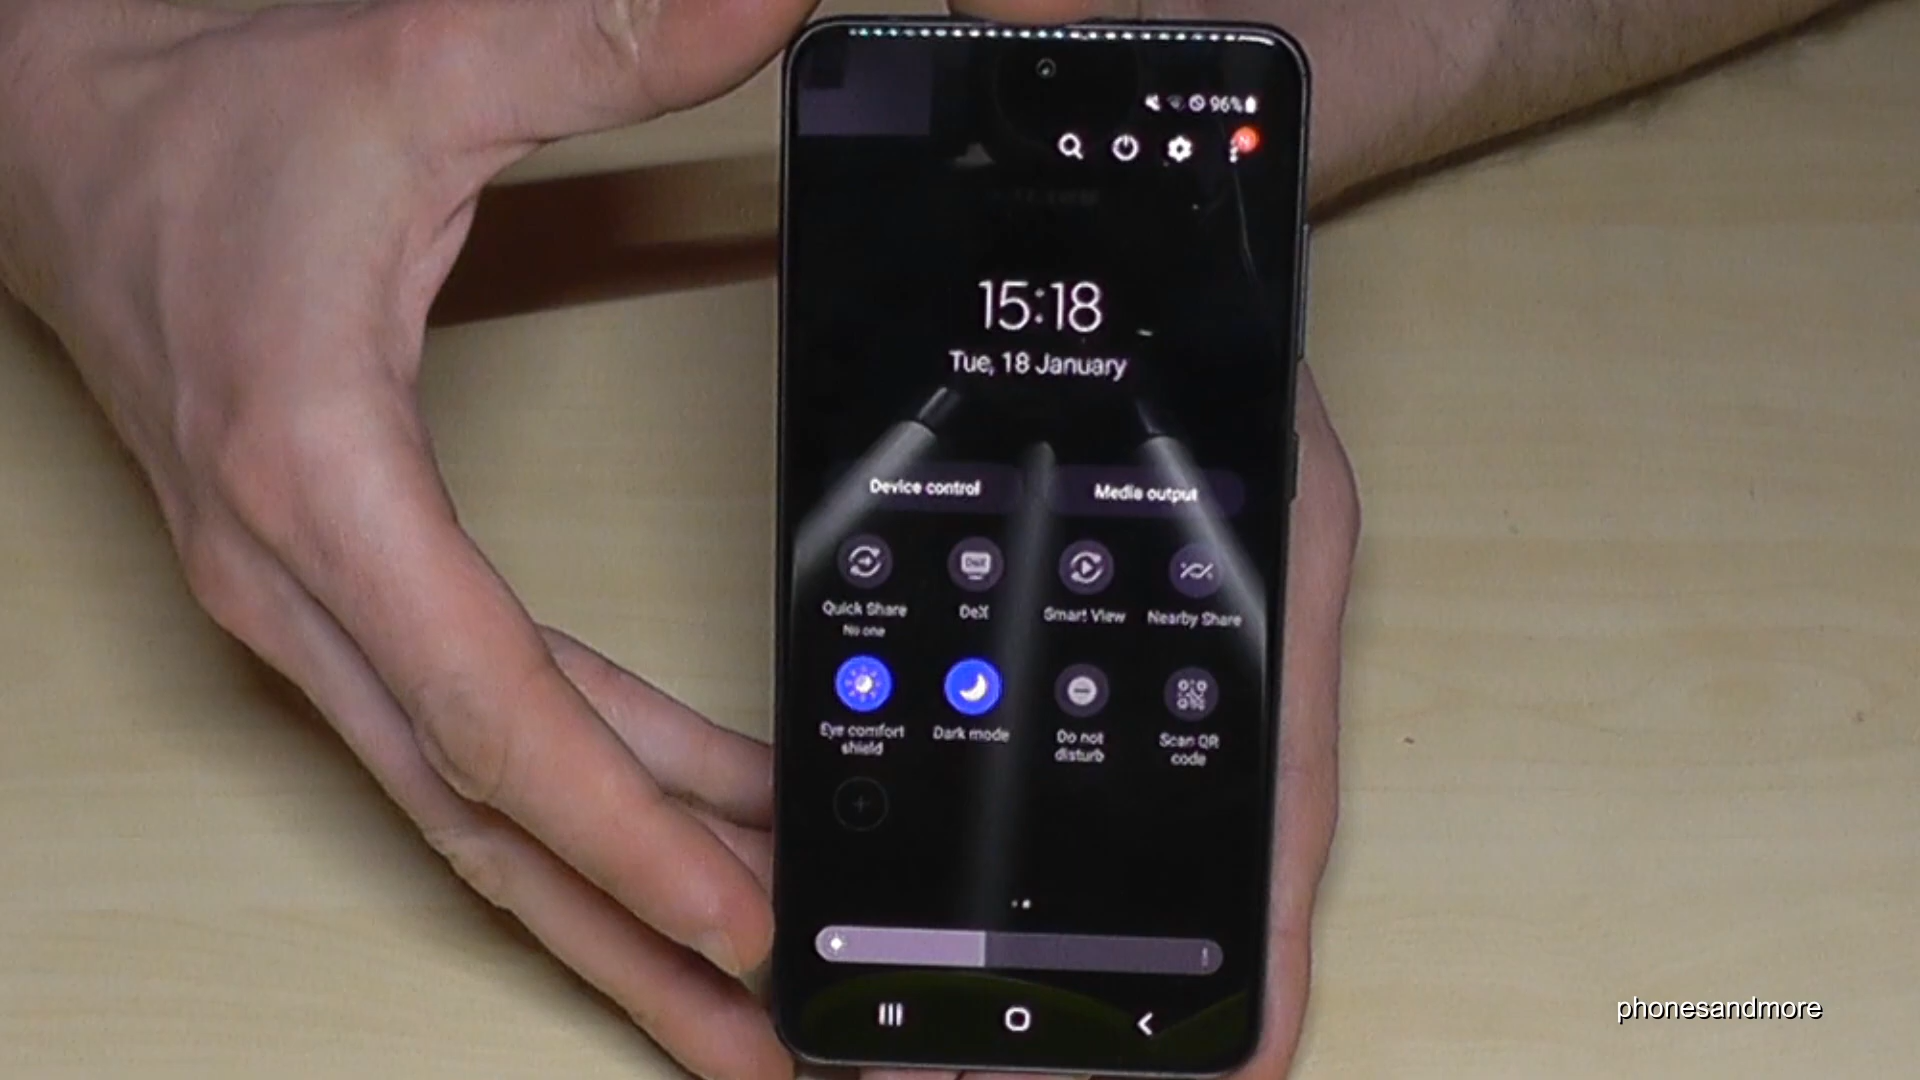 96%
N
15:18
Tue, 18 January
Device control
Media output
Quick Share
No one
DeX
DeX
Smart View
Nearby Share
Eye comfort
shield
Dark mode
Do not
disturb
Scan QR
code
phonesandmore